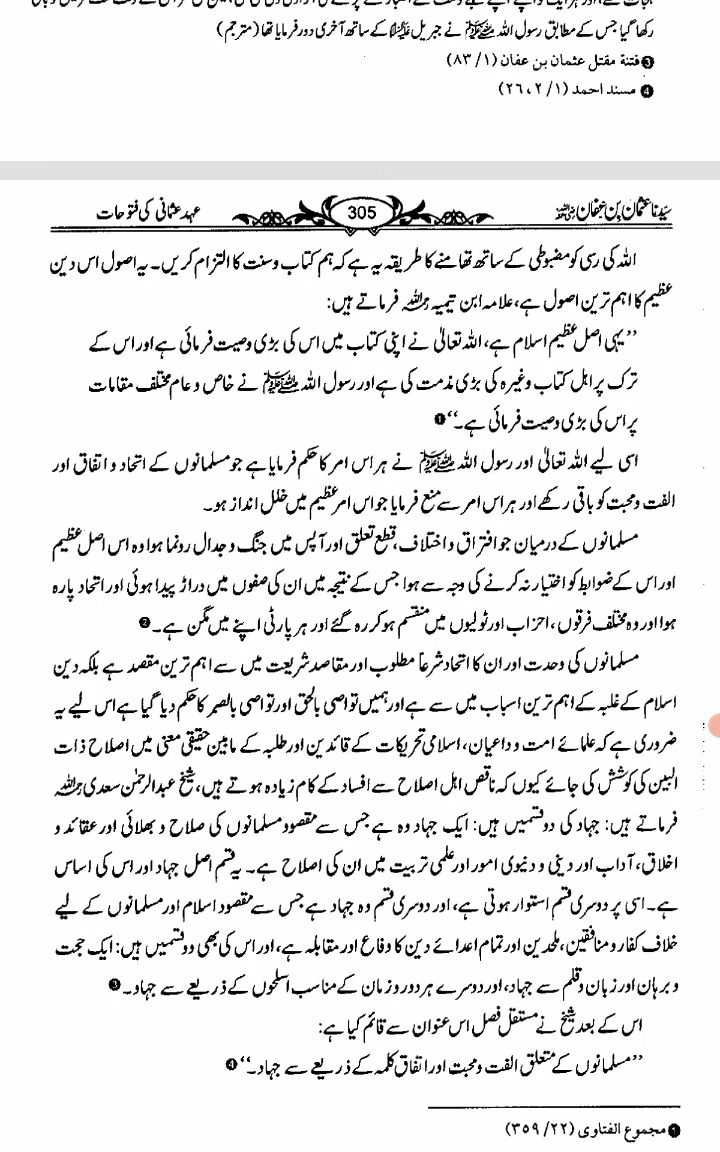 رکھا گیا جس کے مطابق رسول اللہ ﷺ نے جبریل علیہ السلام کے ساتھ آخری دور فرمایا تھا (مترجم)
❸ فتنة مقتل عثمان بن عفان (۱/ ۸۳)
❹ مسند احمد (۱/ ۲، ۲۶)
سیّدنا عثمان بن عفان رضی اللہ عنہ
305
عہد عثمانی کی فتوحات
اللہ کی رسی کو مضبوطی کے ساتھ تھامنے کا طریقہ یہ ہے کہ ہم کتاب و سنت کا التزام کریں۔ یہ اصول اس دین
عظیم کا اہم ترین اصول ہے، علامہ ابن تیمیہ رحمہ اللہ فرماتے ہیں:
’’یہی اصل عظیم اسلام ہے، اللہ تعالیٰ نے اپنی کتاب میں اس کی بڑی وصیت فرمائی ہے اور اس کے
ترک پر اہل کتاب وغیرہ کی بڑی مذمت کی ہے اور رسول اللہ ﷺ نے خاص و عام مختلف مقامات
پر اس کی بڑی وصیت فرمائی ہے۔‘‘ ❶
اسی لیے اللہ تعالیٰ اور رسول اللہ ﷺ نے ہر اس امر کا حکم فرمایا ہے جو مسلمانوں کے اتحاد و اتفاق اور
الفت و محبت کو باقی رکھے اور ہر اس امر سے منع فرمایا جو اس امر عظیم میں خلل انداز ہو۔
مسلمانوں کے درمیان جو افتراق و اختلاف، قطع تعلق اور آپس میں جنگ و جدال رونما ہوا وہ اس اصل عظیم
اور اس کے ضوابط کو اختیار نہ کرنے کی وجہ سے ہوا جس کے نتیجہ میں ان کی صفوں میں دراڑ پیدا ہوئی اور اتحاد پارہ
ہوا اور وہ مختلف فرقوں، احزاب اور ٹولیوں میں منقسم ہو کر رہ گئے اور ہر پارٹی اپنے میں مگن ہے۔ ❷
مسلمانوں کی وحدت اور ان کا اتحاد شرعاً مطلوب اور مقاصد شریعت میں سے اہم ترین مقصد ہے بلکہ دین
اسلام کے غلبہ کے اہم ترین اسباب میں سے ہے اور ہمیں تواصی بالحق اور تواصی بالصبر کا حکم دیا گیا ہے اس لیے یہ
ضروری ہے کہ علمائے امت و داعیان، اسلامی تحریکات کے قائدین اور طلبہ کے مابین حقیقی معنی میں اصلاح ذات
البین کی کوشش کی جائے کیوں کہ ناقص اہل اصلاح سے افساد کے کام زیادہ ہوتے ہیں، شیخ عبدالرحمٰن سعدی رحمہ اللہ
فرماتے ہیں: جہاد کی دو قسمیں ہیں: ایک جہاد وہ ہے جس سے مقصود مسلمانوں کی صلاح و بھلائی اور عقائد و
اخلاق، آداب اور دینی و دنیوی امور اور علمی تربیت میں ان کی اصلاح ہے۔ یہ قسم اصل جہاد اور اس کی اساس
ہے۔ اسی پر دوسری قسم استوار ہوتی ہے، اور دوسری قسم وہ جہاد ہے جس سے مقصود اسلام اور مسلمانوں کے لیے
خلاف کفار و منافقین، ملحدین اور تمام اعدائے دین کا دفاع اور مقابلہ ہے، اور اس کی بھی دو قسمیں ہیں: ایک حجت
و برہان اور زبان و قلم سے جہاد، اور دوسرے ہر دور و زمان کے مناسب اسلحوں کے ذریعے سے جہاد۔ ❸
اس کے بعد شیخ نے مستقل فصل اس عنوان سے قائم کیا ہے:
’’مسلمانوں کے متعلق الفت و محبت اور اتفاق کلمہ کے ذریعے سے جہاد۔‘‘ ❹
❶ مجموع الفتاوی (۲۲/ ۳۵۹)